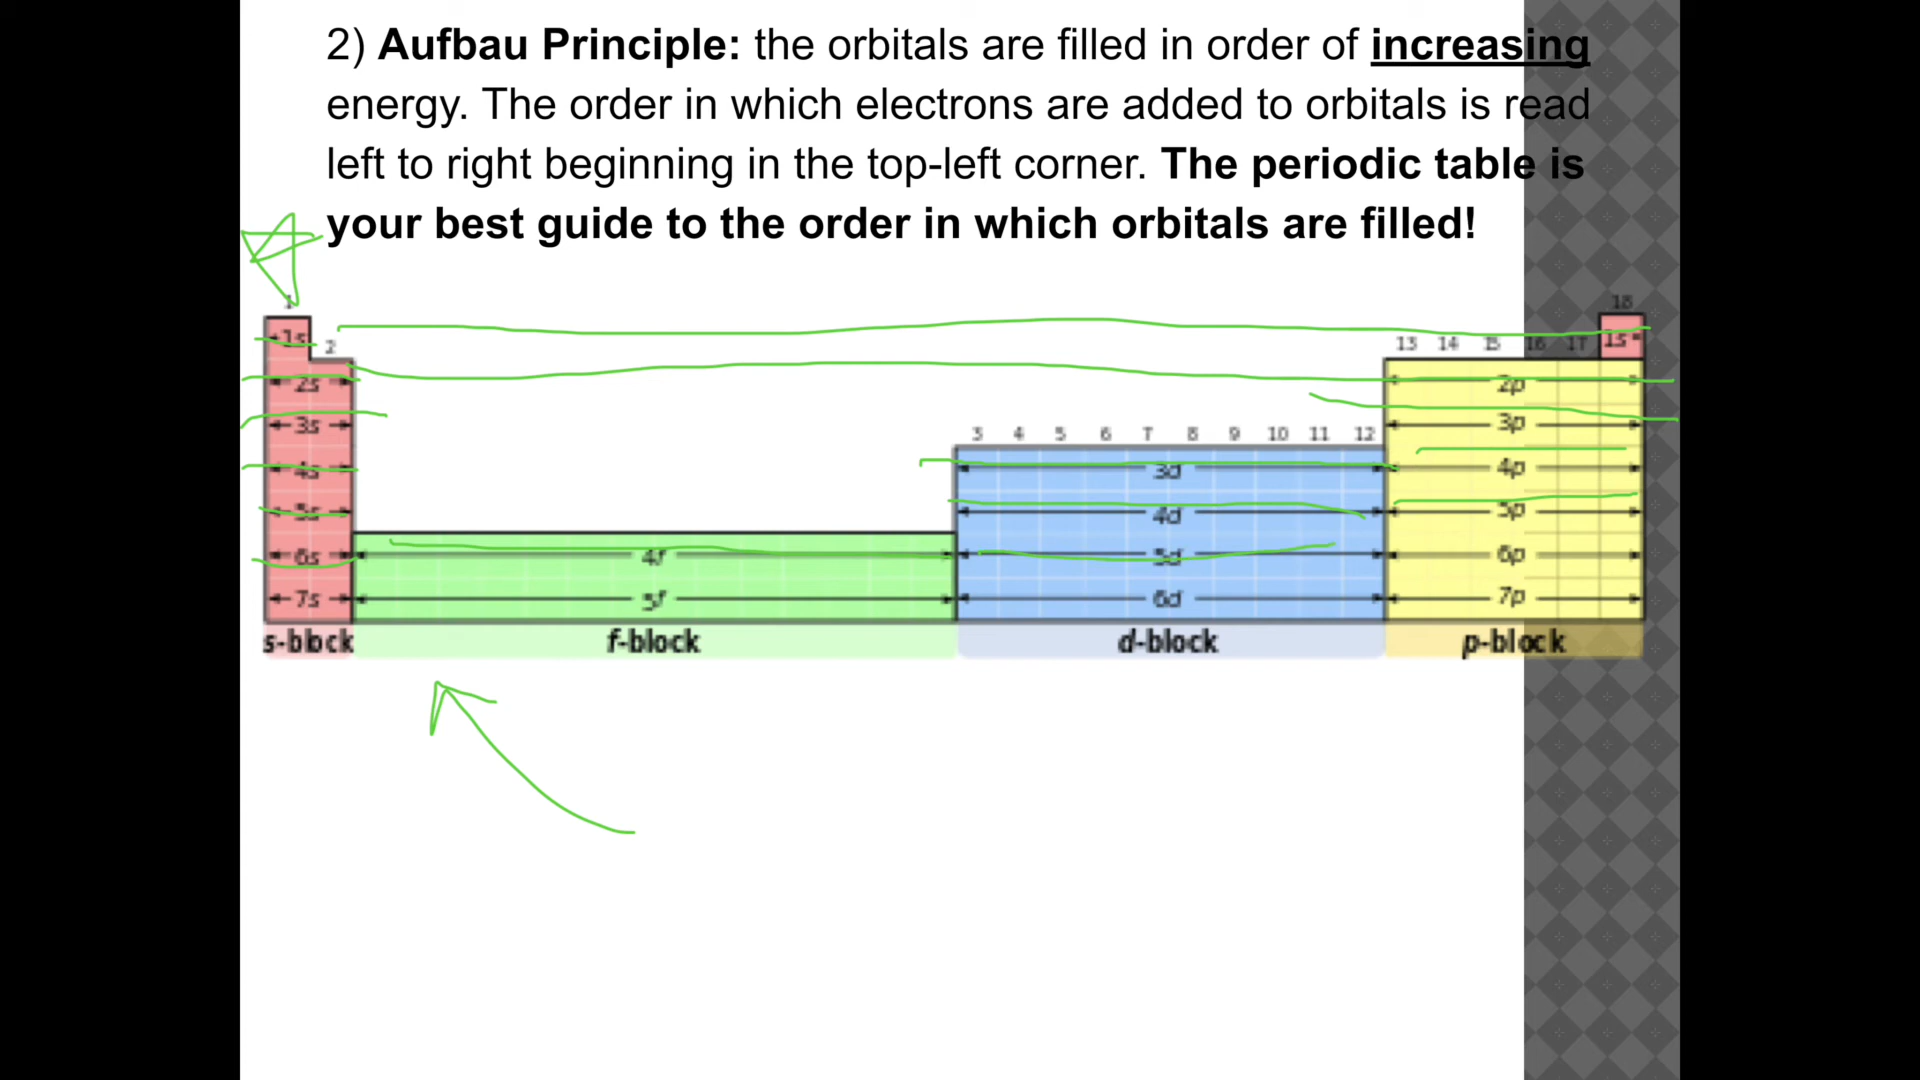 2) Aufbau Principle: the orbitals are filled in order of increasing
energy. The order in which electrons are added to orbitals is read
left to right beginning in the top-left corner. The periodic table is
your best guide to the order in which orbitals are filled!
1 18
1s 2 13 14 15 16 17 1s*
2s 2p
3s 3p
3 4 5 6 7 8 9 10 11 12
4s 3d 4p
5s 4d 5p
6s 4f 5d 6p
7s 5f 6d 7p
s-block f-block d-block p-block